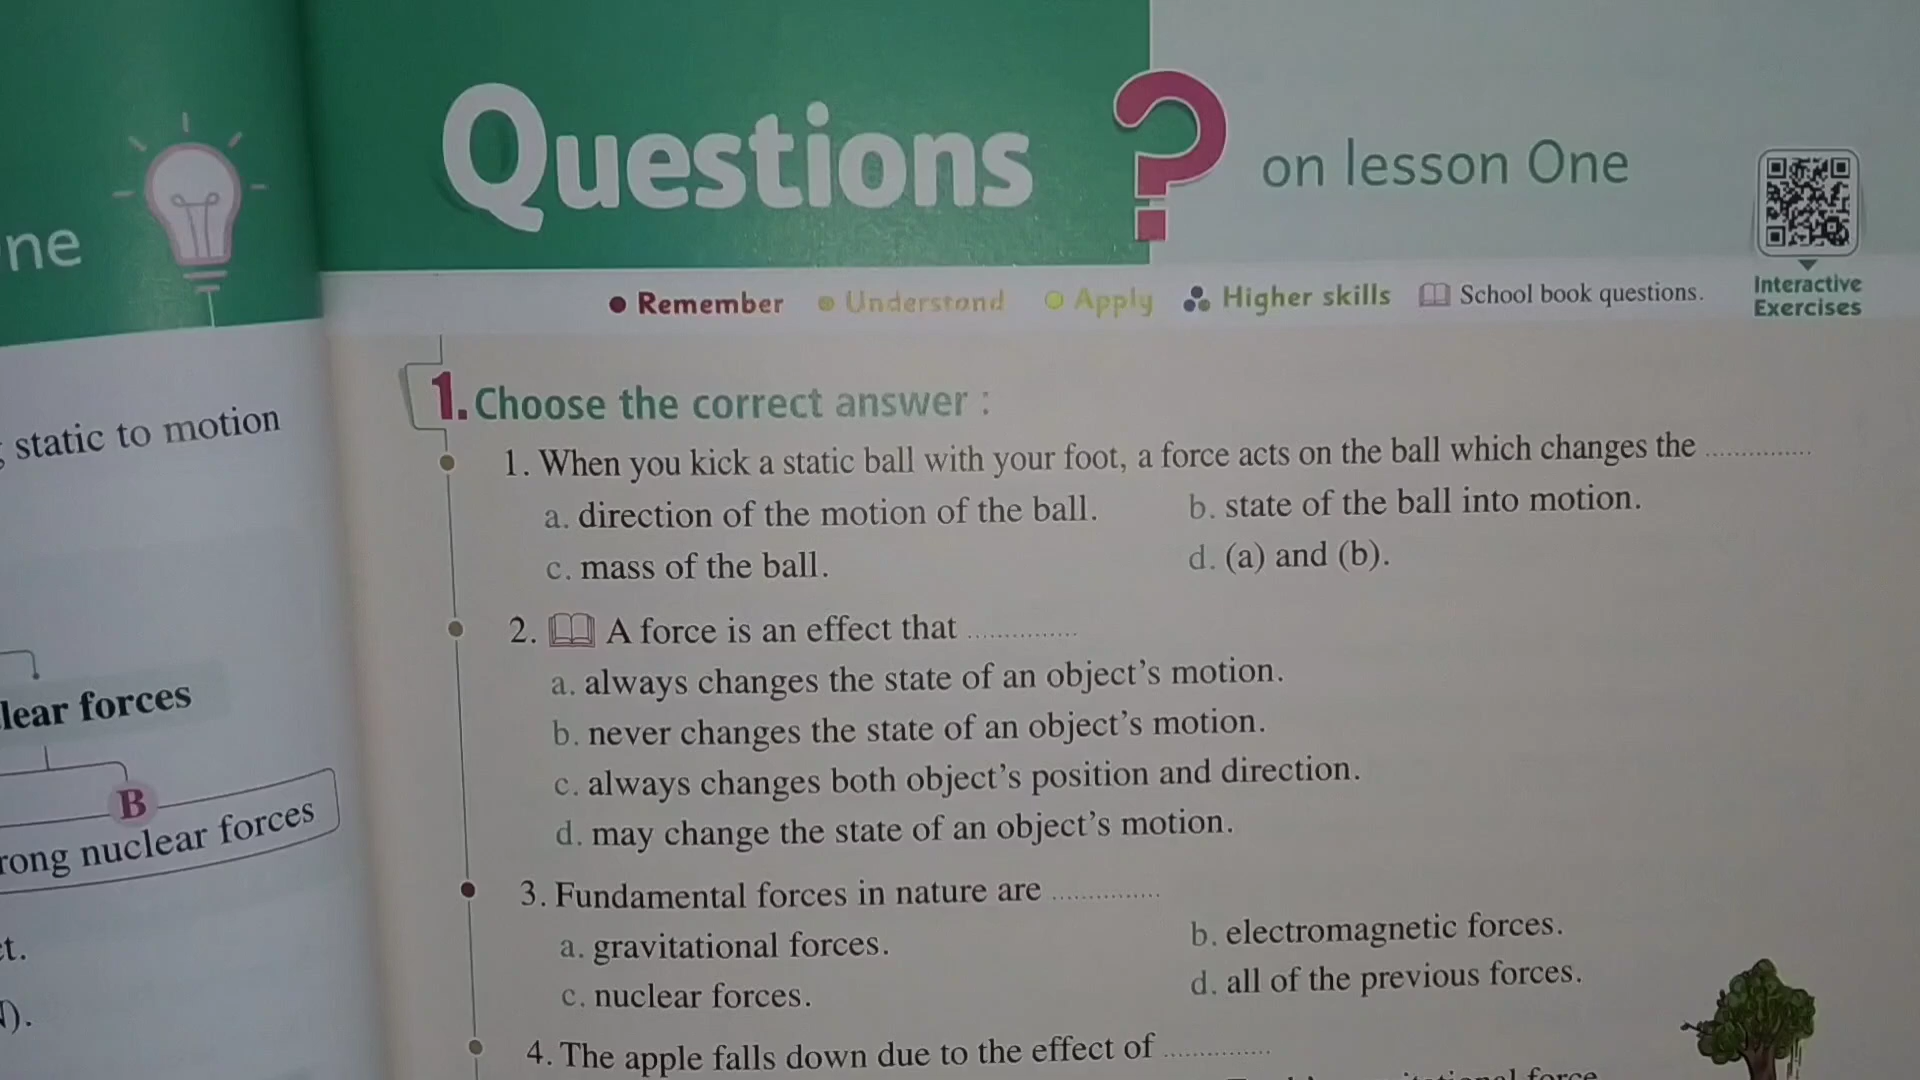 ne
static to motion
forces
B
nuclear forces
Questions ? on lesson One
Remember Understand Apply Higher skills School book questions.
Interactive
Exercises
1. Choose the correct answer :
1. When you kick a static ball with your foot, a force acts on the ball which changes the ...............
a. direction of the motion of the ball. b. state of the ball into motion.
c. mass of the ball. d. (a) and (b).
2. A force is an effect that ...............
a. always changes the state of an object's motion.
b. never changes the state of an object's motion.
c. always changes both object's position and direction.
d. may change the state of an object's motion.
3. Fundamental forces in nature are ...............
a. gravitational forces. b. electromagnetic forces.
c. nuclear forces. d. all of the previous forces.
4. The apple falls down due to the effect of ...............
force